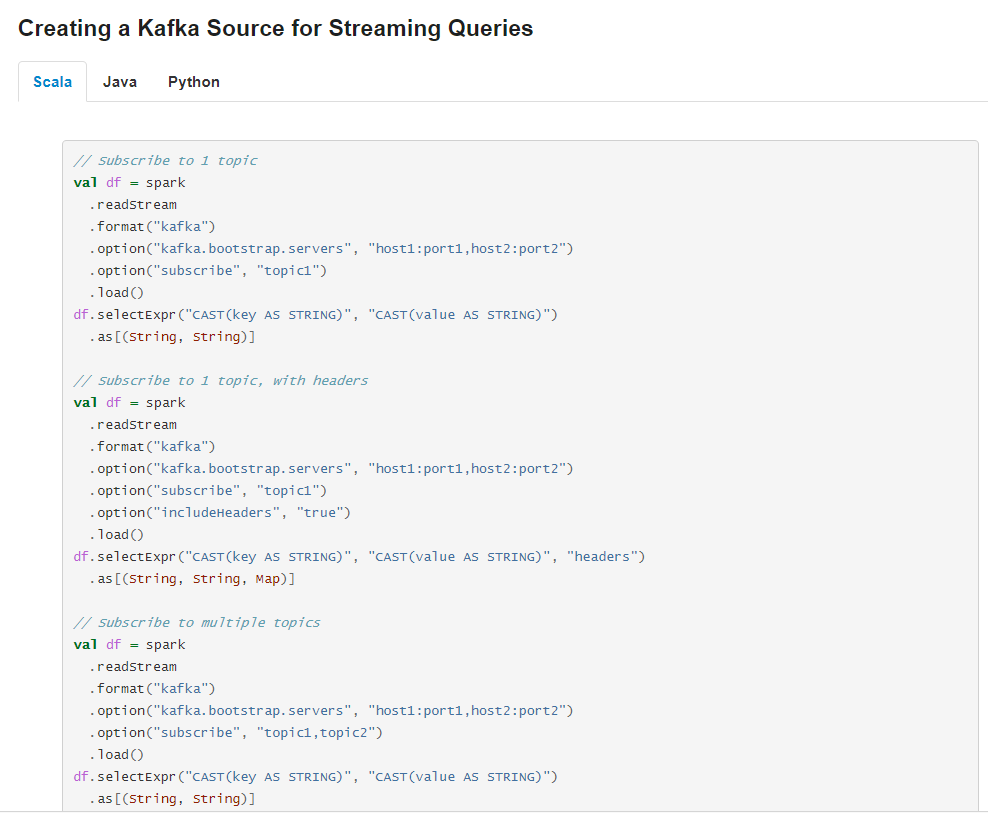 Creating a Kafka Source for Streaming Queries
Scala Java Python
// Subscribe to 1 topic
val df = spark
  .readStream
  .format("kafka")
  .option("kafka.bootstrap.servers", "host1:port1,host2:port2")
  .option("subscribe", "topic1")
  .load()
df.selectExpr("CAST(key AS STRING)", "CAST(value AS STRING)")
  .as[(String, String)]
// Subscribe to 1 topic, with headers
val df = spark
  .readStream
  .format("kafka")
  .option("kafka.bootstrap.servers", "host1:port1,host2:port2")
  .option("subscribe", "topic1")
  .option("includeHeaders", "true")
  .load()
df.selectExpr("CAST(key AS STRING)", "CAST(value AS STRING)", "headers")
  .as[(String, String, Map)]
// Subscribe to multiple topics
val df = spark
  .readStream
  .format("kafka")
  .option("kafka.bootstrap.servers", "host1:port1,host2:port2")
  .option("subscribe", "topic1,topic2")
  .load()
df.selectExpr("CAST(key AS STRING)", "CAST(value AS STRING)")
  .as[(String, String)]